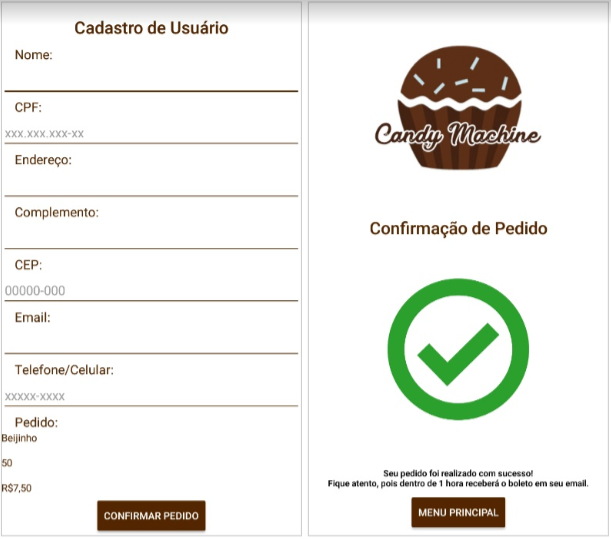 Cadastro de Usuário
Nome:
CPF:
xxx.xxx.xxx-xx
Endereço:
Complemento:
CEP:
00000-000
Email:
Telefone/Celular:
xxxxx-xxxx
Pedido:
Beijinho
50
R$7,50
CONFIRMAR PEDIDO
Candy Machine
Confirmação de Pedido
Seu pedido foi realizado com sucesso!
Fique atento, pois dentro de 1 hora receberá o boleto em seu email.
MENU PRINCIPAL